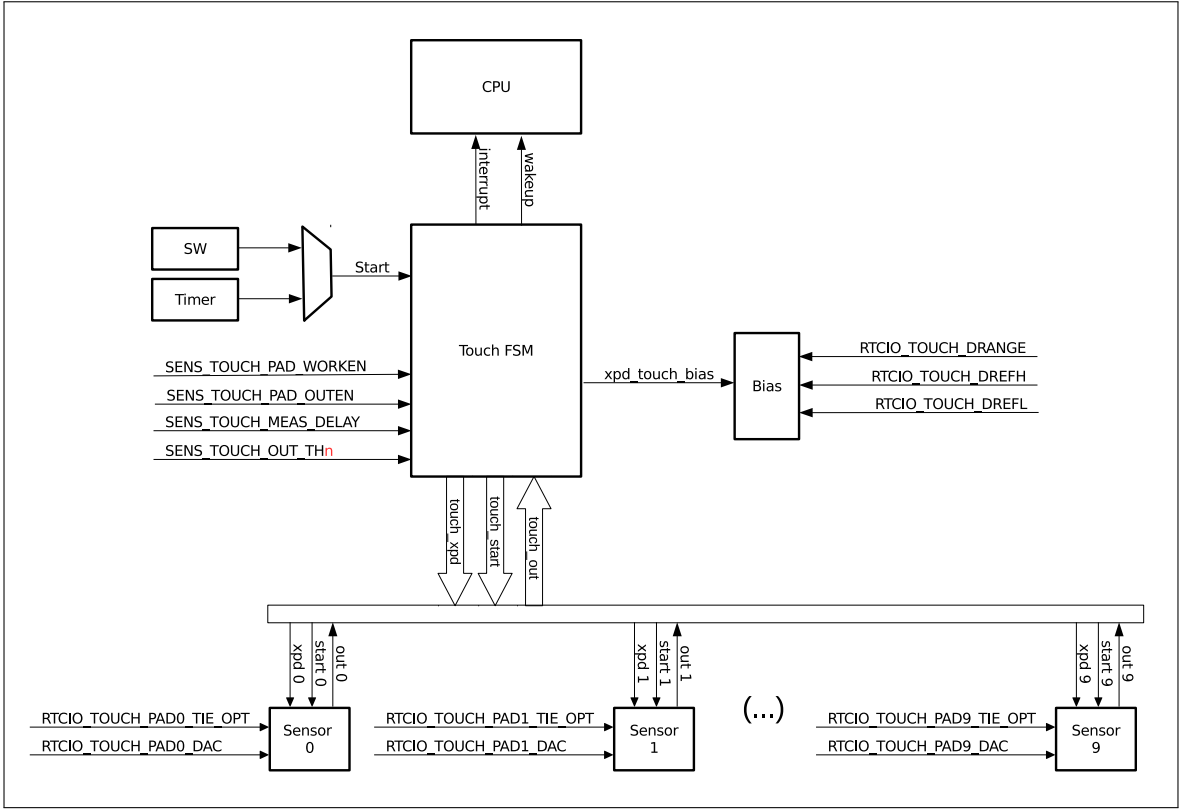 CPU
interrupt
wakeup
SW
Timer
Start
Touch FSM
SENS_TOUCH_PAD_WORKEN
SENS_TOUCH_PAD_OUTEN
SENS_TOUCH_MEAS_DELAY
SENS_TOUCH_OUT_THn
xpd_touch_bias
Bias
RTCIO_TOUCH_DRANGE
RTCIO_TOUCH_DREFH
RTCIO_TOUCH_DREFL
touch_xpd
touch_start
touch_out
xpd 0
start 0
out 0
xpd 1
start 1
out 1
xpd 9
start 9
out 9
RTCIO_TOUCH_PAD0_TIE_OPT
RTCIO_TOUCH_PAD0_DAC
Sensor
0
RTCIO_TOUCH_PAD1_TIE_OPT
RTCIO_TOUCH_PAD1_DAC
Sensor
1
(...)
RTCIO_TOUCH_PAD9_TIE_OPT
RTCIO_TOUCH_PAD9_DAC
Sensor
9